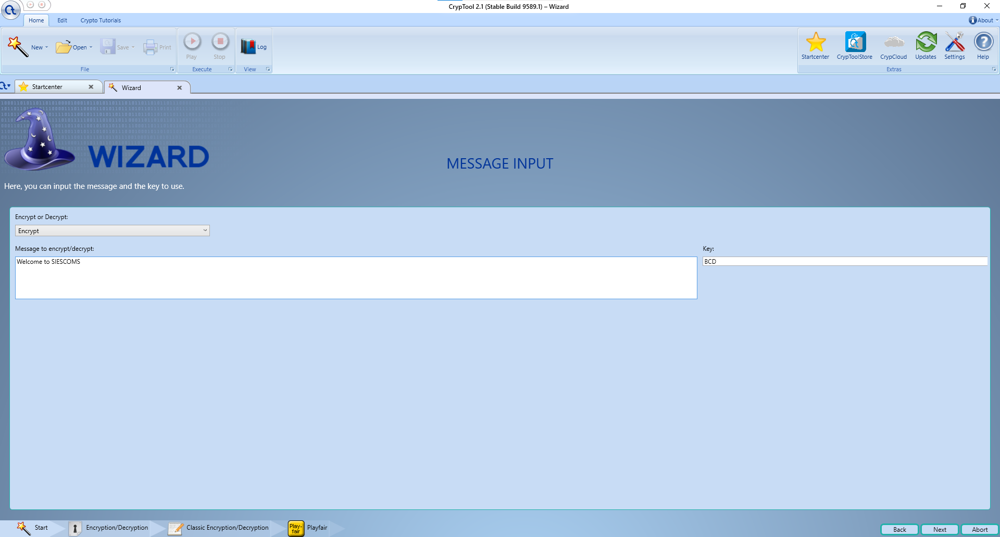 CrypTool 2.1 (Stable Build 9589.1) – Wizard
Home Edit Crypto Tutorials About
New Open Save Print Play Stop Log Startcenter CrypToolStore CrypCloud Updates Settings Help
File Execute View Extras
Startcenter Wizard
WIZARD
MESSAGE INPUT
Here, you can input the message and the key to use.
Encrypt or Decrypt:
Encrypt
Message to encrypt/decrypt: Key:
Welcome to SIESCOMS BCD
Start Encryption/Decryption Classic Encryption/Decryption Play-fair Playfair Back Next Abort